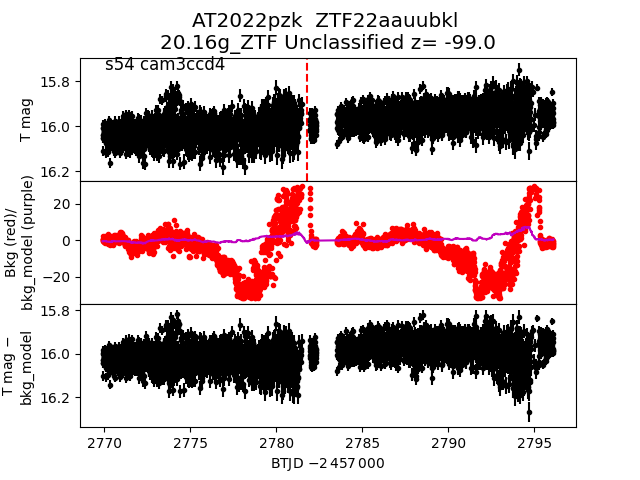 AT2022pzk  ZTF22aauubkl
20.16g_ZTF Unclassified z= -99.0
s54 cam3ccd4
15.8
16.0
16.2
T mag
20
0
−20
Bkg (red)/
bkg_model (purple)
15.8
16.0
16.2
T mag −
bkg_model
2770 2775 2780 2785 2790 2795
BTJD −2 457 000